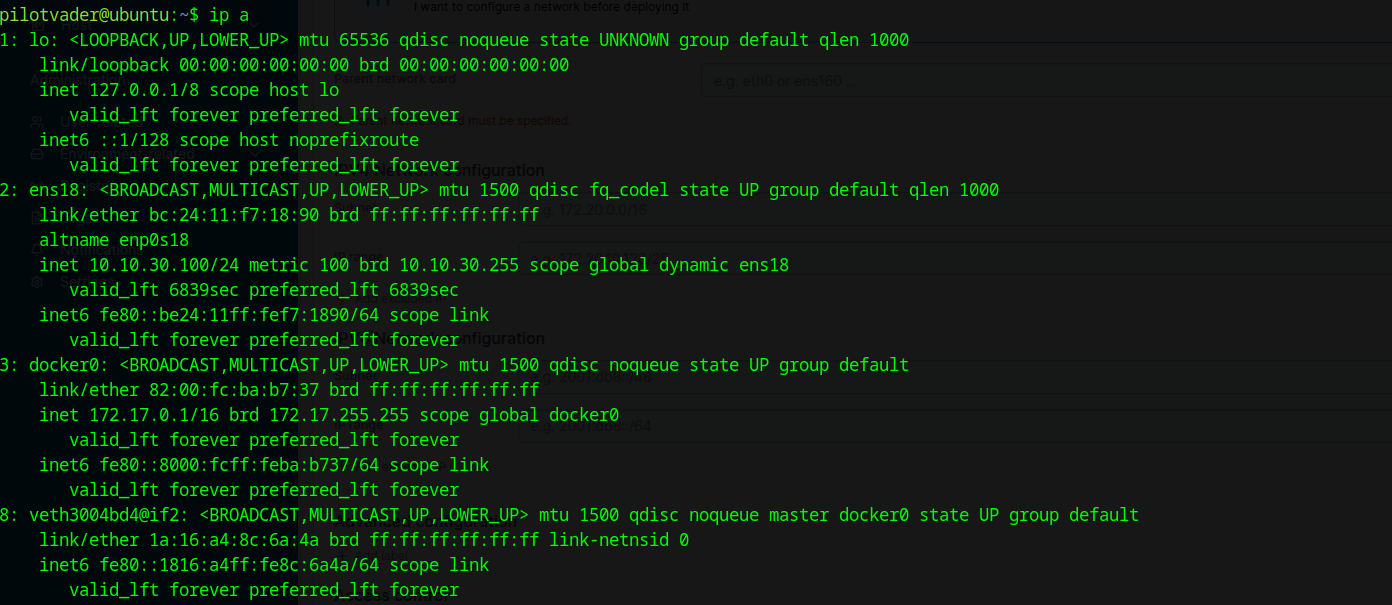 I want to configure a network before deploying it
pilotvader@ubuntu:~$ ip a
1: lo: <LOOPBACK,UP,LOWER_UP> mtu 65536 qdisc noqueue state UNKNOWN group default qlen 1000
link/loopback 00:00:00:00:00:00 brd 00:00:00:00:00:00
Parent network card
e.g. eth0 or ens160
inet 127.0.0.1/8 scope host lo
valid_lft forever preferred_lft forever
must be specified.
inet6 ::1/128 scope host noprefixroute
valid_lft forever preferred_lft forever
Network configuration
2: ens18: <BROADCAST,MULTICAST,UP,LOWER_UP> mtu 1500 qdisc fq_codel state UP group default qlen 1000
link/ether bc:24:11:f7:18:90 brd ff:ff:ff:ff:ff:ff
172.20.0.0/16
altname enp0s18
inet 10.10.30.100/24 metric 100 brd 10.10.30.255 scope global dynamic ens18
valid_lft 6839sec preferred_lft 6839sec
inet6 fe80::be24:11ff:fef7:1890/64 scope link
valid_lft forever preferred_lft forever
Network configuration
3: docker0: <BROADCAST,MULTICAST,UP,LOWER_UP> mtu 1500 qdisc noqueue state UP group default
link/ether 82:00:fc:ba:b7:37 brd ff:ff:ff:ff:ff:ff
inet 172.17.0.1/16 brd 172.17.255.255 scope global docker0
valid_lft forever preferred_lft forever
inet6 fe80::8000:fcff:feba:b737/64 scope link
valid_lft forever preferred_lft forever
8: veth3004bd4@if2: <BROADCAST,MULTICAST,UP,LOWER_UP> mtu 1500 qdisc noqueue master docker0 state UP group default
link/ether 1a:16:a4:8c:6a:4a brd ff:ff:ff:ff:ff:ff link-netnsid 0
inet6 fe80::1816:a4ff:fe8c:6a4a/64 scope link
valid_lft forever preferred_lft forever